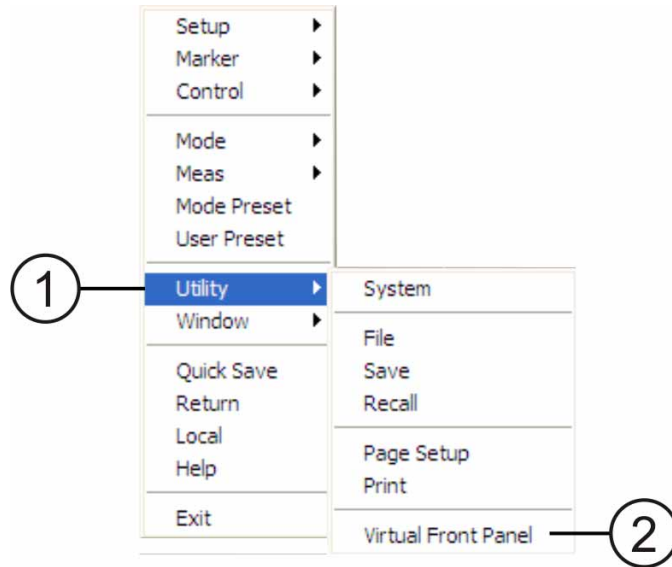 Setup
Marker
Control
Mode
Meas
Mode Preset
User Preset
1
Utility
Window
Quick Save
Return
Local
Help
Exit
System
File
Save
Recall
Page Setup
Print
Virtual Front Panel
2